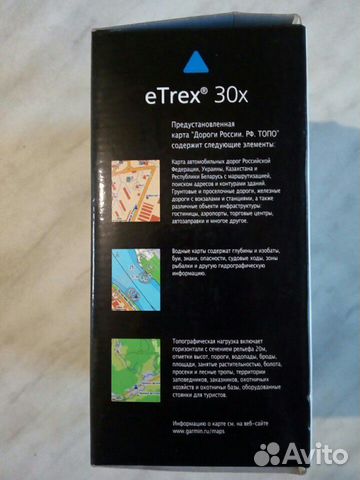 eTrex® 30x
Предустановленная
карта "Дороги России. РФ. ТОПО"
содержит следующие элементы:
Карта автомобильных дорог Российской
Федерации, Украины, Казахстана и
Республики Беларусь с маршрутизацией,
поиском адресов и контурами зданий.
Грунтовые и проселочные дороги, железные
дороги с вокзалами и станциями, а также
различные объекты инфраструктуры
гостиницы, аэропорты, торговые центры,
автозаправки и многое другое.
Водные карты содержат глубины и изобаты,
буи, знаки, опасности, судовые ходы, зоны
рыбалки и другую гидрографическую
информацию.
Топографическая нагрузка включает
горизонтали с сечением рельефа 20м,
отметки высот, пороги, водопады, броды,
площади, занятые растительностью, болота,
просеки и лесные тропы, территории
заповедников, заказников, охотничьих
хозяйств и охотничьи базы, оборудованные
стоянки для туристов.
Информацию о карте см. на веб-сайте
www.garmin.ru/maps
Avito